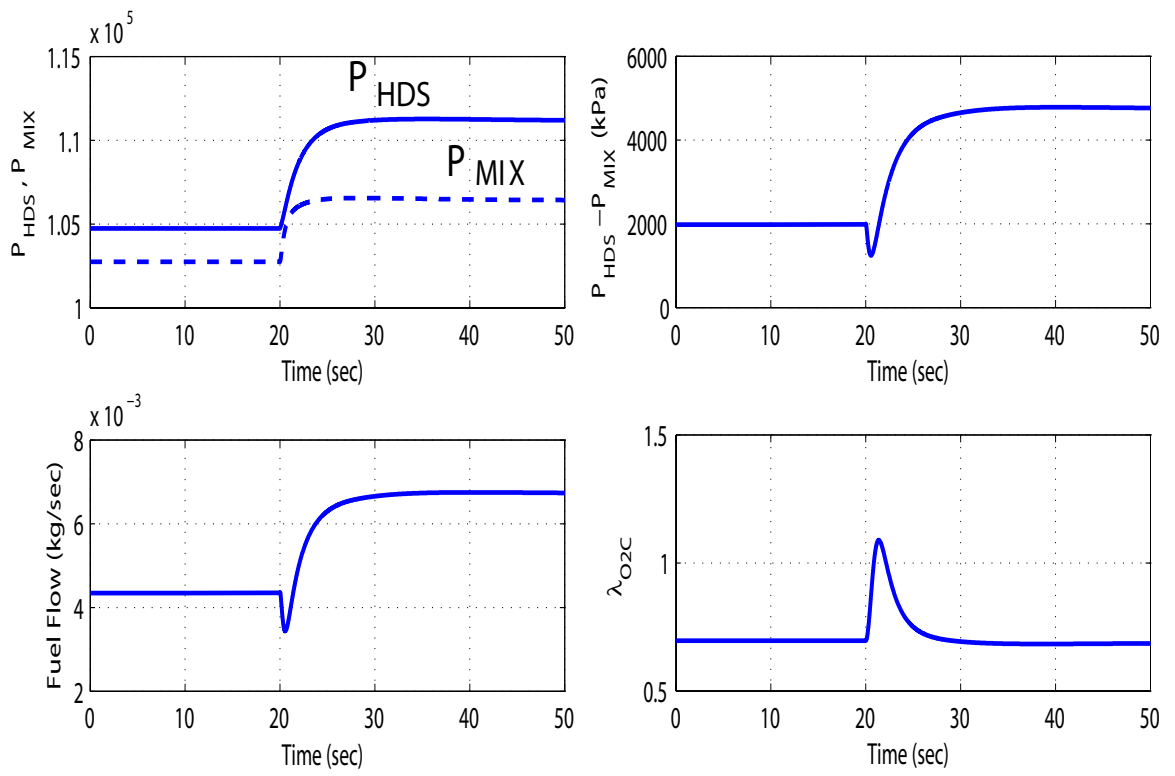 x 10 5
1.15
1.1
1.05
1
P HDS
P MIX
P HDS , P MIX
0 10 20 30 40 50
Time (sec)
6000
4000
2000
0
P HDS −P MIX (kPa)
0 10 20 30 40 50
Time (sec)
x 10 −3
8
6
4
2
Fuel Flow (kg/sec)
0 10 20 30 40 50
Time (sec)
1.5
1
0.5
λ O2C
0 10 20 30 40 50
Time (sec)